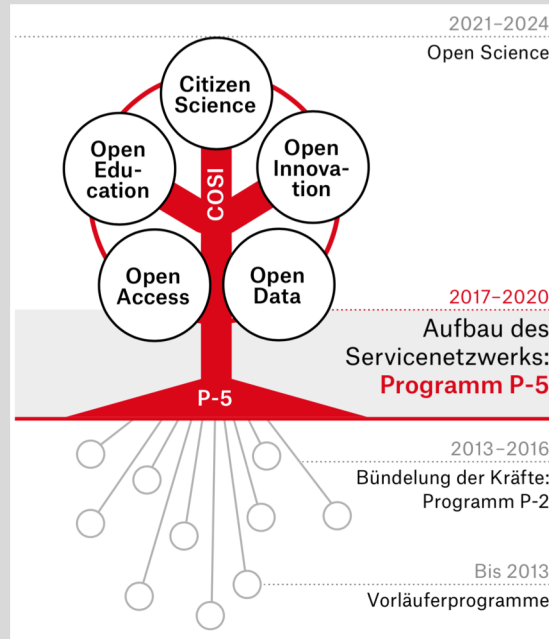 2021–2024
Open Science
Citizen
Science
Open
Edu-
cation
Open
Innova-
tion
COSI
Open
Access
Open
Data
2017–2020
Aufbau des
Servicenetzwerks:
Programm P-5
P-5
2013–2016
Bündelung der Kräfte:
Programm P-2
Bis 2013
Vorläuferprogramme